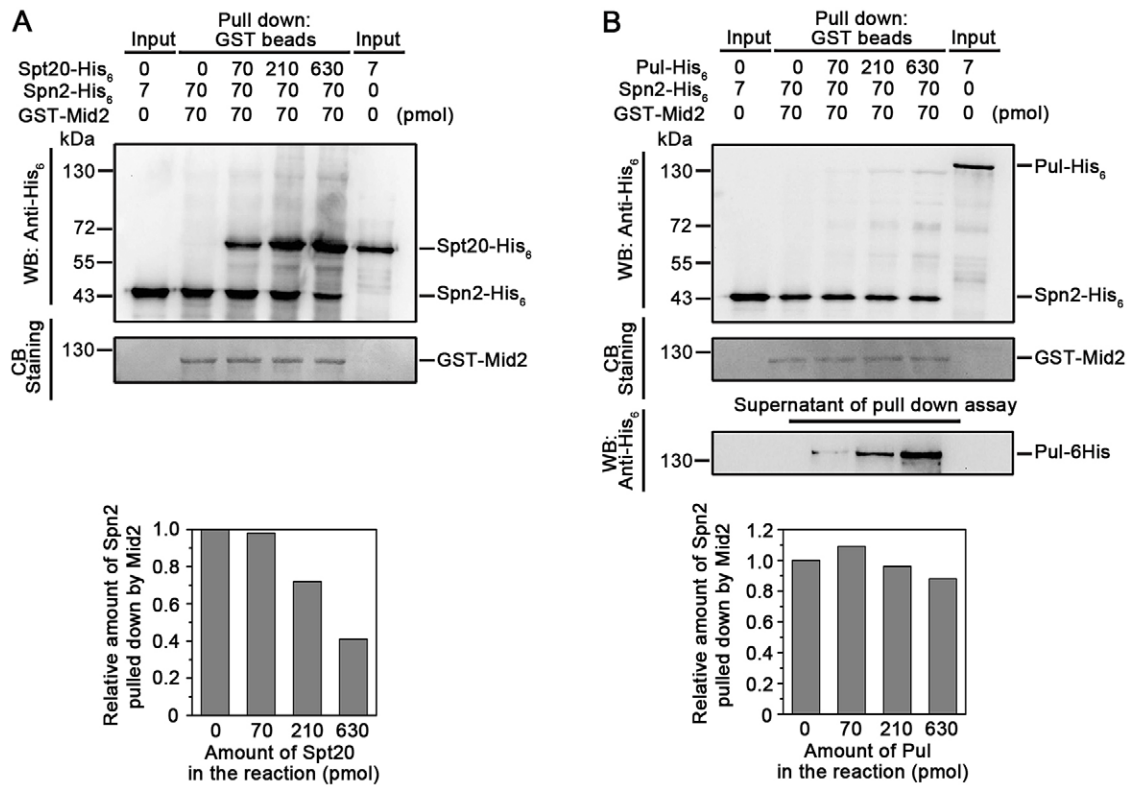 A
Pull down:
Input GST beads Input
Spt20-His6 0 0 70 210 630 7
Spn2-His6 7 70 70 70 70 0
GST-Mid2 0 70 70 70 70 0 (pmol)
kDa
WB: Anti-His6
130
72
55
43
Spt20-His6
Spn2-His6
CB
Staining
130
GST-Mid2
Relative amount of Spn2
pulled down by Mid2
1.0
0.8
0.6
0.4
0.2
0
0 70 210 630
Amount of Spt20
in the reaction (pmol)
B
Pull down:
Input GST beads Input
Pul-His6 0 0 70 210 630 7
Spn2-His6 7 70 70 70 70 0
GST-Mid2 0 70 70 70 70 0 (pmol)
kDa
WB: Anti-His6
130
72
55
43
Pul-His6
Spn2-His6
CB
Staining
130
GST-Mid2
Supernatant of pull down assay
WB:
Anti-His6
130
Pul-6His
Relative amount of Spn2
pulled down by Mid2
1.2
1.0
0.8
0.6
0.4
0.2
0
0 70 210 630
Amount of Pul
in the reaction (pmol)